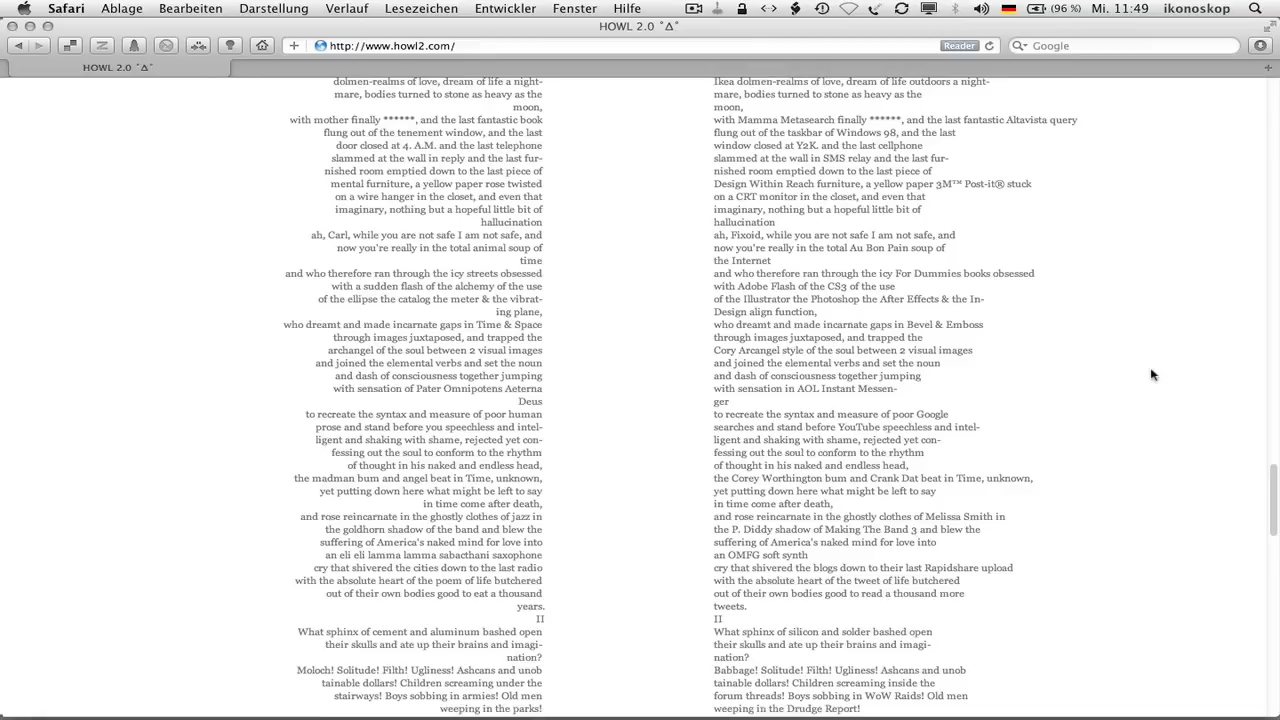 Safari Ablage Bearbeiten Darstellung Verlauf Lesezeichen Entwickler Fenster Hilfe (96 %) Mi. 11:49 ikonoskop
HOWL 2.0 ˚∆˚
http://www.howl2.com/ Reader Google
HOWL 2.0 ˚∆˚
dolmen-realms of love, dream of life a night-
mare, bodies turned to stone as heavy as the
moon,
with mother finally ******, and the last fantastic book
flung out of the tenement window, and the last
door closed at 4. A.M. and the last telephone
slammed at the wall in reply and the last fur-
nished room emptied down to the last piece of
mental furniture, a yellow paper rose twisted
on a wire hanger in the closet, and even that
imaginary, nothing but a hopeful little bit of
hallucination
ah, Carl, while you are not safe I am not safe, and
now you're really in the total animal soup of
time
and who therefore ran through the icy streets obsessed
with a sudden flash of the alchemy of the use
of the ellipse the catalog the meter & the vibrat-
ing plane,
who dreamt and made incarnate gaps in Time & Space
through images juxtaposed, and trapped the
archangel of the soul between 2 visual images
and joined the elemental verbs and set the noun
and dash of consciousness together jumping
with sensation of Pater Omnipotens Aeterna
Deus
to recreate the syntax and measure of poor human
prose and stand before you speechless and intel-
ligent and shaking with shame, rejected yet con-
fessing out the soul to conform to the rhythm
of thought in his naked and endless head,
the madman bum and angel beat in Time, unknown,
yet putting down here what might be left to say
in time come after death,
and rose reincarnate in the ghostly clothes of jazz in
the goldhorn shadow of the band and blew the
suffering of America's naked mind for love into
an eli eli lamma lamma sabacthani saxophone
cry that shivered the cities down to the last radio
with the absolute heart of the poem of life butchered
out of their own bodies good to eat a thousand
years.
II
What sphinx of cement and aluminum bashed open
their skulls and ate up their brains and imagi-
nation?
Moloch! Solitude! Filth! Ugliness! Ashcans and unob
tainable dollars! Children screaming under the
stairways! Boys sobbing in armies! Old men
weeping in the parks!
Ikea dolmen-realms of love, dream of life outdoors a night-
mare, bodies turned to stone as heavy as the
moon,
with Mamma Metasearch finally ******, and the last fantastic Altavista query
flung out of the taskbar of Windows 98, and the last
window closed at Y2K. and the last cellphone
slammed at the wall in SMS relay and the last fur-
nished room emptied down to the last piece of
Design Within Reach furniture, a yellow paper 3M™ Post-it® stuck
on a CRT monitor in the closet, and even that
imaginary, nothing but a hopeful little bit of
hallucination
ah, Fixoid, while you are not safe I am not safe, and
now you're really in the total Au Bon Pain soup of
the Internet
and who therefore ran through the icy For Dummies books obsessed
with Adobe Flash of the CS3 of the use
of the Illustrator the Photoshop the After Effects & the In-
Design align function,
who dreamt and made incarnate gaps in Bevel & Emboss
through images juxtaposed, and trapped the
Cory Arcangel style of the soul between 2 visual images
and joined the elemental verbs and set the noun
and dash of consciousness together jumping
with sensation in AOL Instant Messen-
ger
to recreate the syntax and measure of poor Google
searches and stand before YouTube speechless and intel-
ligent and shaking with shame, rejected yet con-
fessing out the soul to conform to the rhythm
of thought in his naked and endless head,
the Corey Worthington bum and Crank Dat beat in Time, unknown,
yet putting down here what might be left to say
in time come after death,
and rose reincarnate in the ghostly clothes of Melissa Smith in
the P. Diddy shadow of Making The Band 3 and blew the
suffering of America's naked mind for love into
an OMFG soft synth
cry that shivered the blogs down to their last Rapidshare upload
with the absolute heart of the tweet of life butchered
out of their own bodies good to read a thousand more
tweets.
II
What sphinx of silicon and solder bashed open
their skulls and ate up their brains and imagi-
nation?
Babbage! Solitude! Filth! Ugliness! Ashcans and unob
tainable dollars! Children screaming inside the
forum threads! Boys sobbing in WoW Raids! Old men
weeping in the Drudge Report!